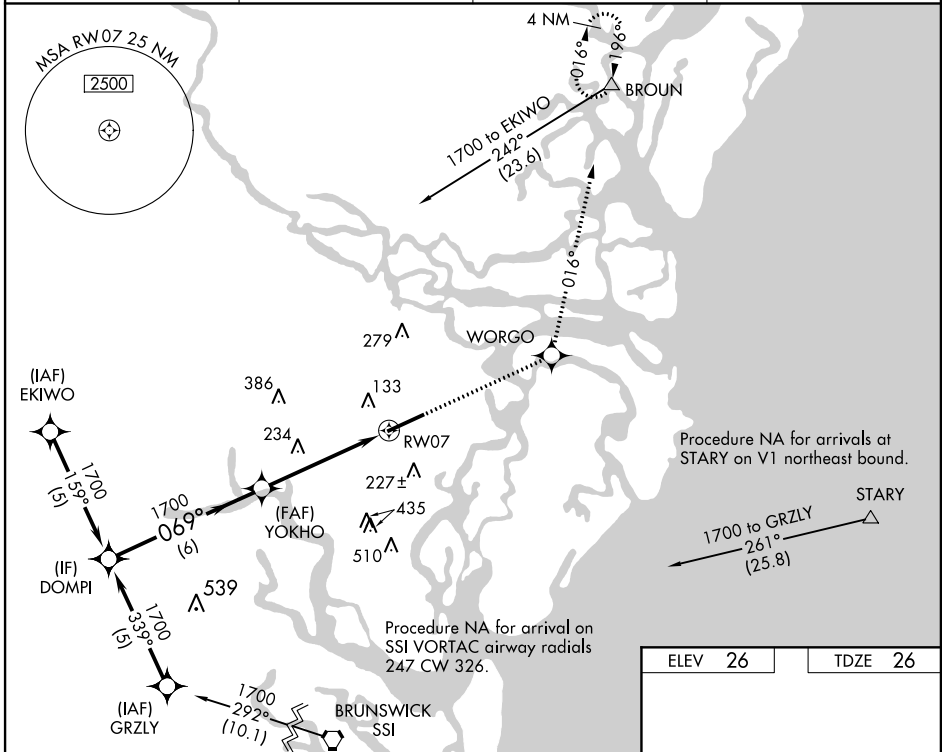 MSA RW07 25 NM
2500
4 NM
016°
196°
BROUN
1700 to EKIWO
242°
(23.6)
016°
WORGO
279
(IAF)
EKIWO
386
133
234
RW07
1700
159°
(5)
Procedure NA for arrivals at
STARY on V1 northeast bound.
227±
1700
069°
(6)
(FAF)
YOKHO
435
STARY
1700 to GRZLY
261°
(25.8)
510
(IF)
DOMPI
539
1700
339°
(5)
Procedure NA for arrival on
SSI VORTAC airway radials
247 CW 326.
ELEV 26
TDZE 26
(IAF)
GRZLY
1700
292°
(10.1)
BRUNSWICK
SSI